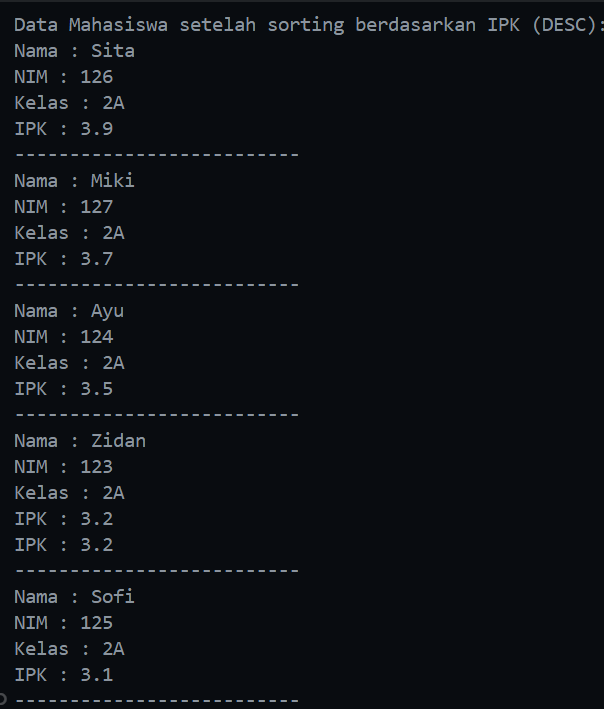 Data Mahasiswa setelah sorting berdasarkan IPK (DESC):
Nama : Sita
NIM : 126
Kelas : 2A
IPK : 3.9
--------------------------
Nama : Miki
NIM : 127
Kelas : 2A
IPK : 3.7
--------------------------
Nama : Ayu
NIM : 124
Kelas : 2A
IPK : 3.5
--------------------------
Nama : Zidan
NIM : 123
Kelas : 2A
IPK : 3.2
IPK : 3.2
--------------------------
Nama : Sofi
NIM : 125
Kelas : 2A
IPK : 3.1
--------------------------